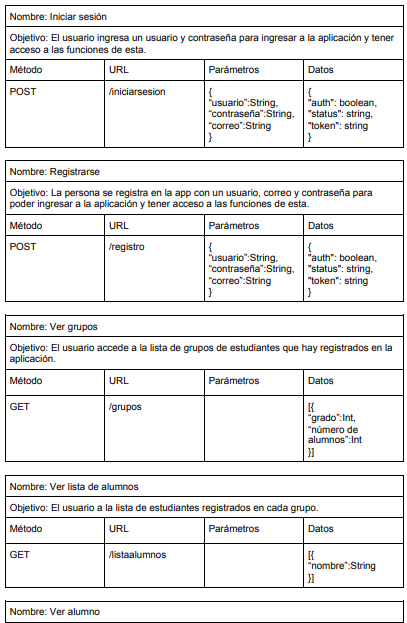 Nombre: Iniciar sesión
Objetivo: El usuario ingresa un usuario y contraseña para ingresar a la aplicación y tener
acceso a las funciones de esta.
Método URL Parámetros Datos
POST /iniciarsesion { {
“usuario”:String, "auth": boolean,
“contraseña”:String, "status": string,
“correo”:String "token": string
} }
Nombre: Registrarse
Objetivo: La persona se registra en la app con un usuario, correo y contraseña para
poder ingresar a la aplicación y tener acceso a las funciones de esta.
Método URL Parámetros Datos
POST /registro { {
“usuario”:String, "auth": boolean,
“contraseña”:String, "status": string,
“correo”:String "token": string
} }
Nombre: Ver grupos
Objetivo: El usuario accede a la lista de grupos de estudiantes que hay registrados en la
aplicación.
Método URL Parámetros Datos
GET /grupos [{
“grado”:Int,
“número de
alumnos”:Int
}]
Nombre: Ver lista de alumnos
Objetivo: El usuario a la lista de estudiantes registrados en cada grupo.
Método URL Parámetros Datos
GET /listaalumnos [{
“nombre”:String
}]
Nombre: Ver alumno